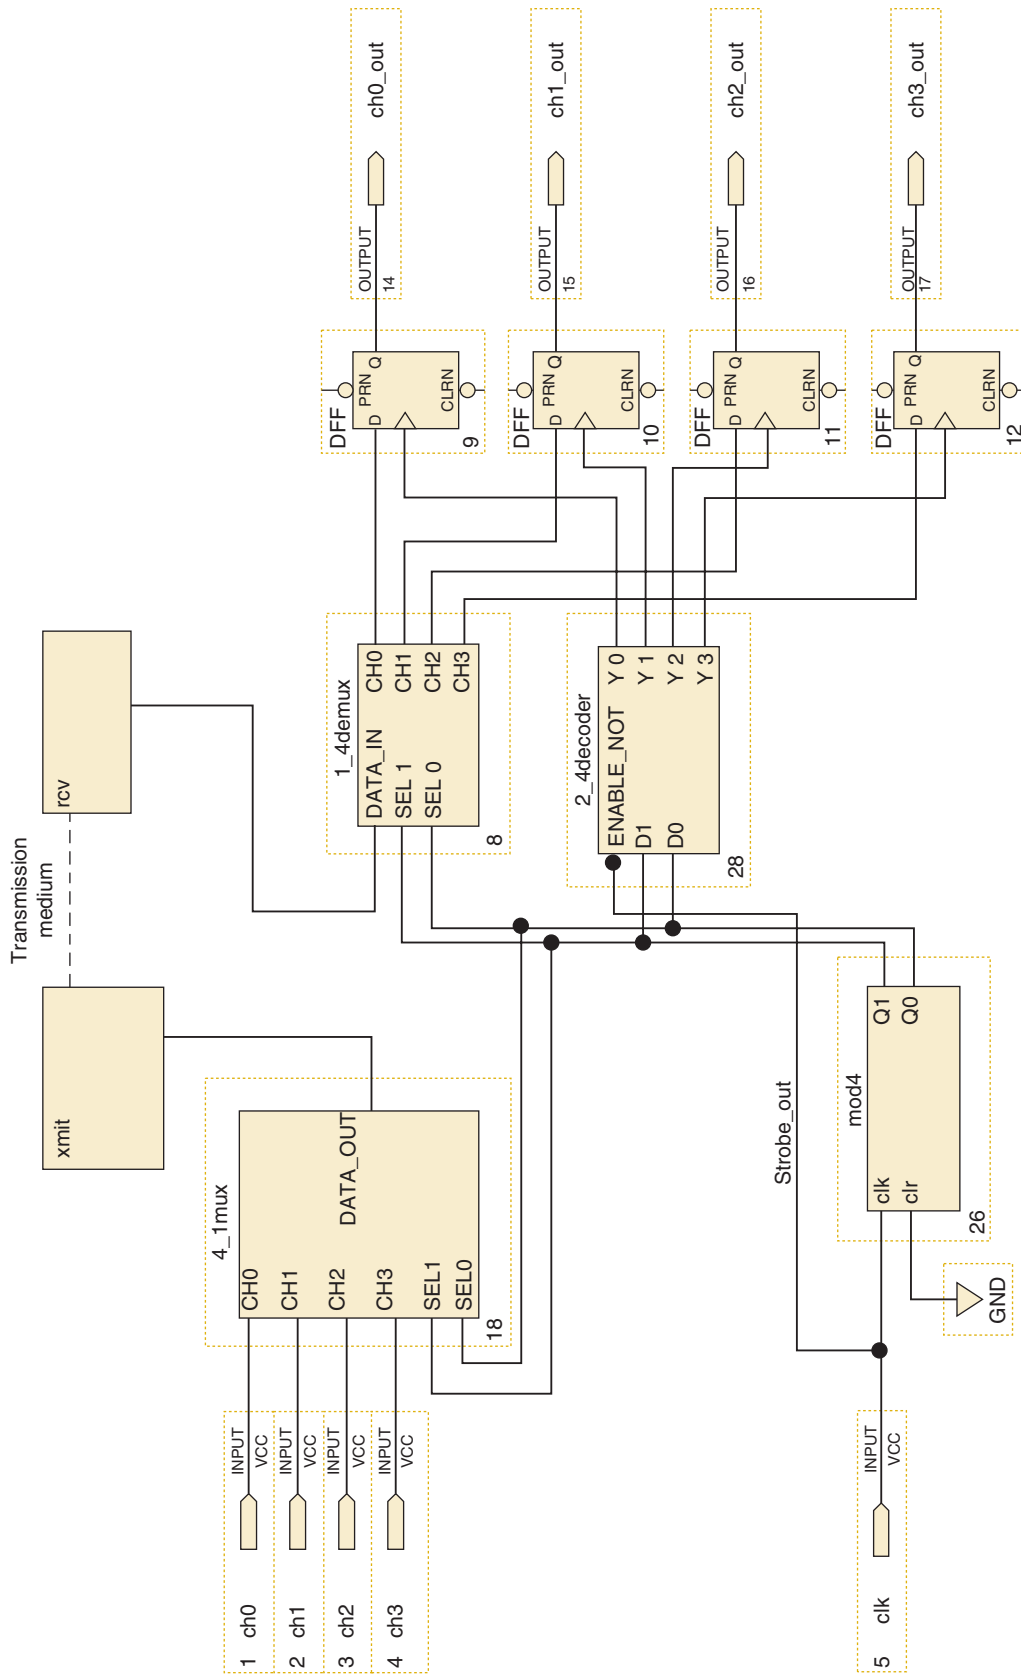 Transmission
medium
xmit
rcv
1 ch0
INPUT
VCC
2 ch1
INPUT
VCC
3 ch2
INPUT
VCC
4 ch3
INPUT
VCC
4_1mux
CH0
CH1
CH2
CH3
SEL1
SEL0
DATA_OUT
18
1_4demux
DATA_IN
SEL 1
SEL 0
CH0
CH1
CH2
CH3
8
2_4decoder
ENABLE_NOT
D1
D0
Y 0
Y 1
Y 2
Y 3
28
DFF
PRN
D
Q
CLRN
9
OUTPUT
14
ch0_out
DFF
PRN
D
Q
CLRN
10
OUTPUT
15
ch1_out
DFF
PRN
D
Q
CLRN
11
OUTPUT
16
ch2_out
DFF
PRN
D
Q
CLRN
12
OUTPUT
17
ch3_out
Strobe_out
5 clk
INPUT
VCC
mod4
clk
clr
Q1
Q0
26
GND